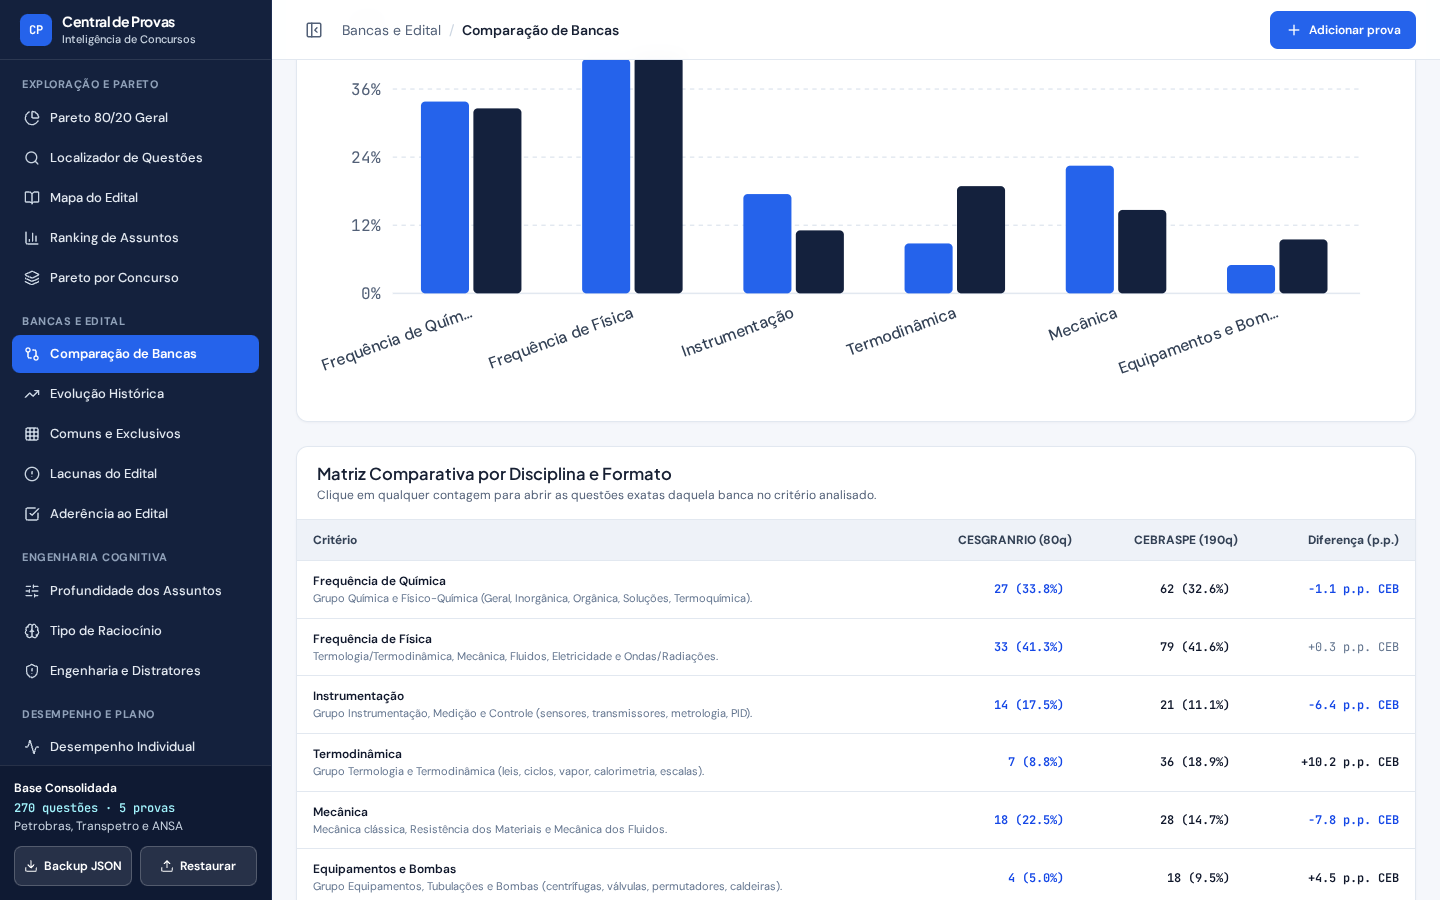 CP
Central de Provas
Inteligência de Concursos
EXPLORAÇÃO E PARETO
Pareto 80/20 Geral
Localizador de Questões
Mapa do Edital
Ranking de Assuntos
Pareto por Concurso
BANCAS E EDITAL
Comparação de Bancas
Evolução Histórica
Comuns e Exclusivos
Lacunas do Edital
Aderência ao Edital
ENGENHARIA COGNITIVA
Profundidade dos Assuntos
Tipo de Raciocínio
Engenharia e Distratores
DESEMPENHO E PLANO
Desempenho Individual
Base Consolidada
270 questões · 5 provas
Petrobras, Transpetro e ANSA
Backup JSON
Restaurar
Bancas e Edital / Comparação de Bancas
Adicionar prova
36%
24%
12%
0%
Frequência de Quím...
Frequência de Física
Instrumentação
Termodinâmica
Mecânica
Equipamentos e Bom...
Matriz Comparativa por Disciplina e Formato
Clique em qualquer contagem para abrir as questões exatas daquela banca no critério analisado.
Critério CESGRANRIO (80q) CEBRASPE (190q) Diferença (p.p.)
Frequência de Química
Grupo Química e Físico-Química (Geral, Inorgânica, Orgânica, Soluções, Termoquímica).
27 (33.8%) 62 (32.6%) -1.1 p.p. CEB
Frequência de Física
Termologia/Termodinâmica, Mecânica, Fluidos, Eletricidade e Ondas/Radiações.
33 (41.3%) 79 (41.6%) +0.3 p.p. CEB
Instrumentação
Grupo Instrumentação, Medição e Controle (sensores, transmissores, metrologia, PID).
14 (17.5%) 21 (11.1%) -6.4 p.p. CEB
Termodinâmica
Grupo Termologia e Termodinâmica (leis, ciclos, vapor, calorimetria, escalas).
7 (8.8%) 36 (18.9%) +10.2 p.p. CEB
Mecânica
Mecânica clássica, Resistência dos Materiais e Mecânica dos Fluidos.
18 (22.5%) 28 (14.7%) -7.8 p.p. CEB
Equipamentos e Bombas
Grupo Equipamentos, Tubulações e Bombas (centrífugas, válvulas, permutadores, caldeiras).
4 (5.0%) 18 (9.5%) +4.5 p.p. CEB